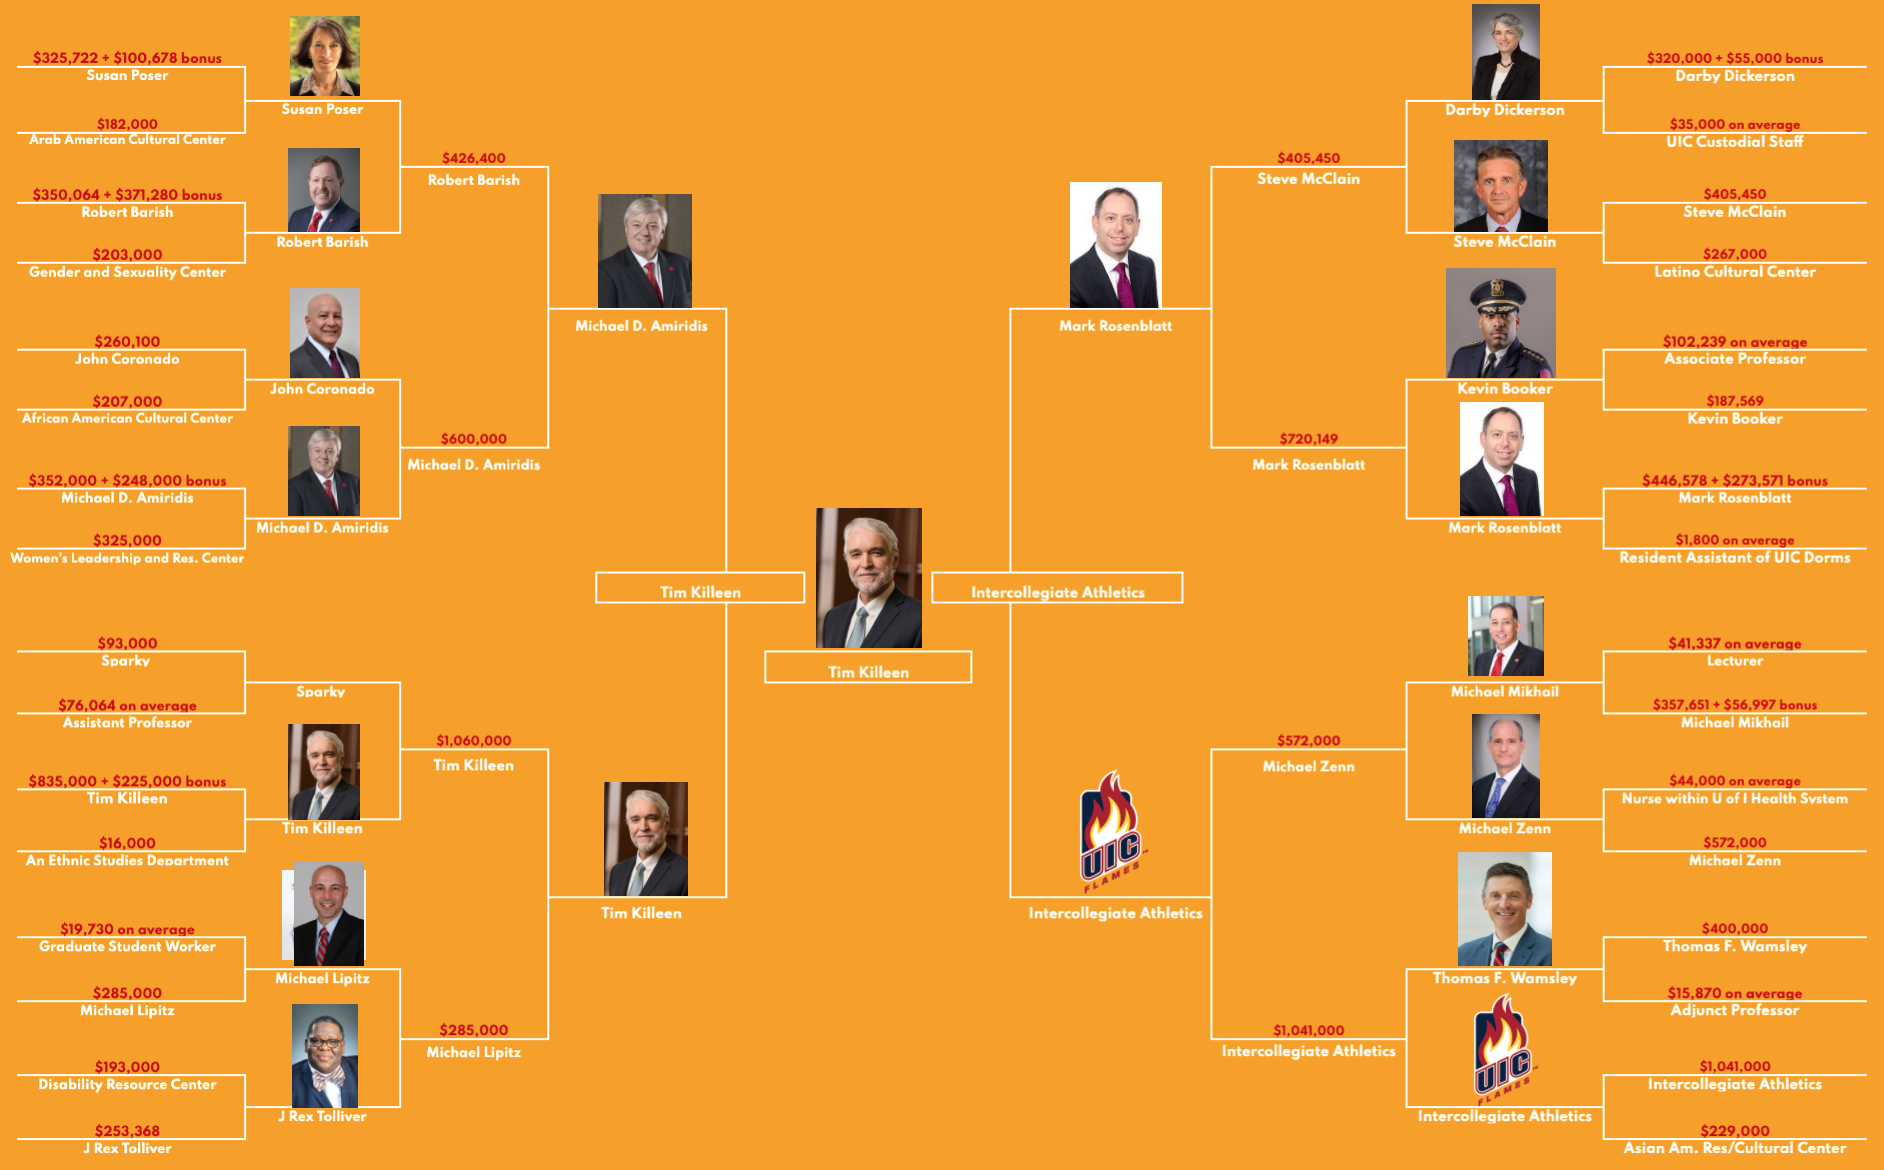 $325,722 + $100,678 bonus
Susan Poser
$182,000
Arab American Cultural Center
$350,064 + $371,280 bonus
Robert Barish
$203,000
Gender and Sexuality Center
$260,100
John Coronado
$207,000
African American Cultural Center
$352,000 + $248,000 bonus
Michael D. Amiridis
$325,000
Women's Leadership and Res. Center
$93,000
Sparky
$76,064 on average
Assistant Professor
$835,000 + $225,000 bonus
Tim Killeen
$16,000
An Ethnic Studies Department
$19,730 on average
Graduate Student Worker
$285,000
Michael Lipitz
$193,000
Disability Resource Center
$253,368
J Rex Tolliver
Susan Poser
Robert Barish
John Coronado
Michael D. Amiridis
Sparky
Tim Killeen
Michael Lipitz
J Rex Tolliver
$426,400
Robert Barish
$600,000
Michael D. Amiridis
$1,060,000
Tim Killeen
$285,000
Michael Lipitz
Michael D. Amiridis
Tim Killeen
Tim Killeen
Tim Killeen
Intercollegiate Athletics
Mark Rosenblatt
UIC
FLAMES
Intercollegiate Athletics
$405,450
Steve McClain
$720,149
Mark Rosenblatt
$572,000
Michael Zenn
$1,041,000
Intercollegiate Athletics
Darby Dickerson
Steve McClain
Kevin Booker
Mark Rosenblatt
Michael Mikhail
Michael Zenn
Thomas F. Wamsley
UIC
FLAMES
Intercollegiate Athletics
$320,000 + $55,000 bonus
Darby Dickerson
$35,000 on average
UIC Custodial Staff
$405,450
Steve McClain
$267,000
Latino Cultural Center
$102,239 on average
Associate Professor
$187,569
Kevin Booker
$446,578 + $273,571 bonus
Mark Rosenblatt
$1,800 on average
Resident Assistant of UIC Dorms
$41,337 on average
Lecturer
$357,651 + $56,997 bonus
Michael Mikhail
$44,000 on average
Nurse within U of I Health System
$572,000
Michael Zenn
$400,000
Thomas F. Wamsley
$15,870 on average
Adjunct Professor
$1,041,000
Intercollegiate Athletics
$229,000
Asian Am. Res/Cultural Center